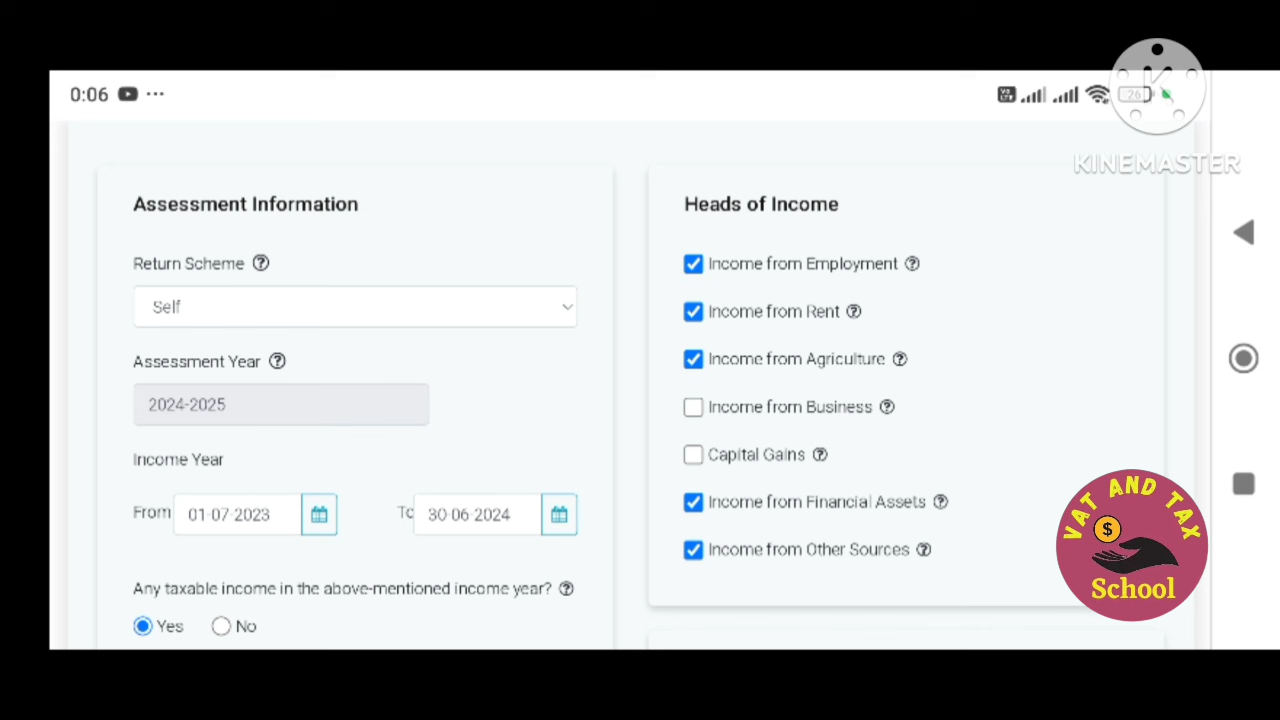 0:06
26
KINEMASTER
Assessment Information
Return Scheme
Self
Assessment Year
2024-2025
Income Year
From 01-07-2023 To 30-06-2024
Any taxable income in the above-mentioned income year?
Yes No
Heads of Income
Income from Employment
Income from Rent
Income from Agriculture
Income from Business
Capital Gains
Income from Financial Assets
Income from Other Sources
VAT AND TAX
$
School